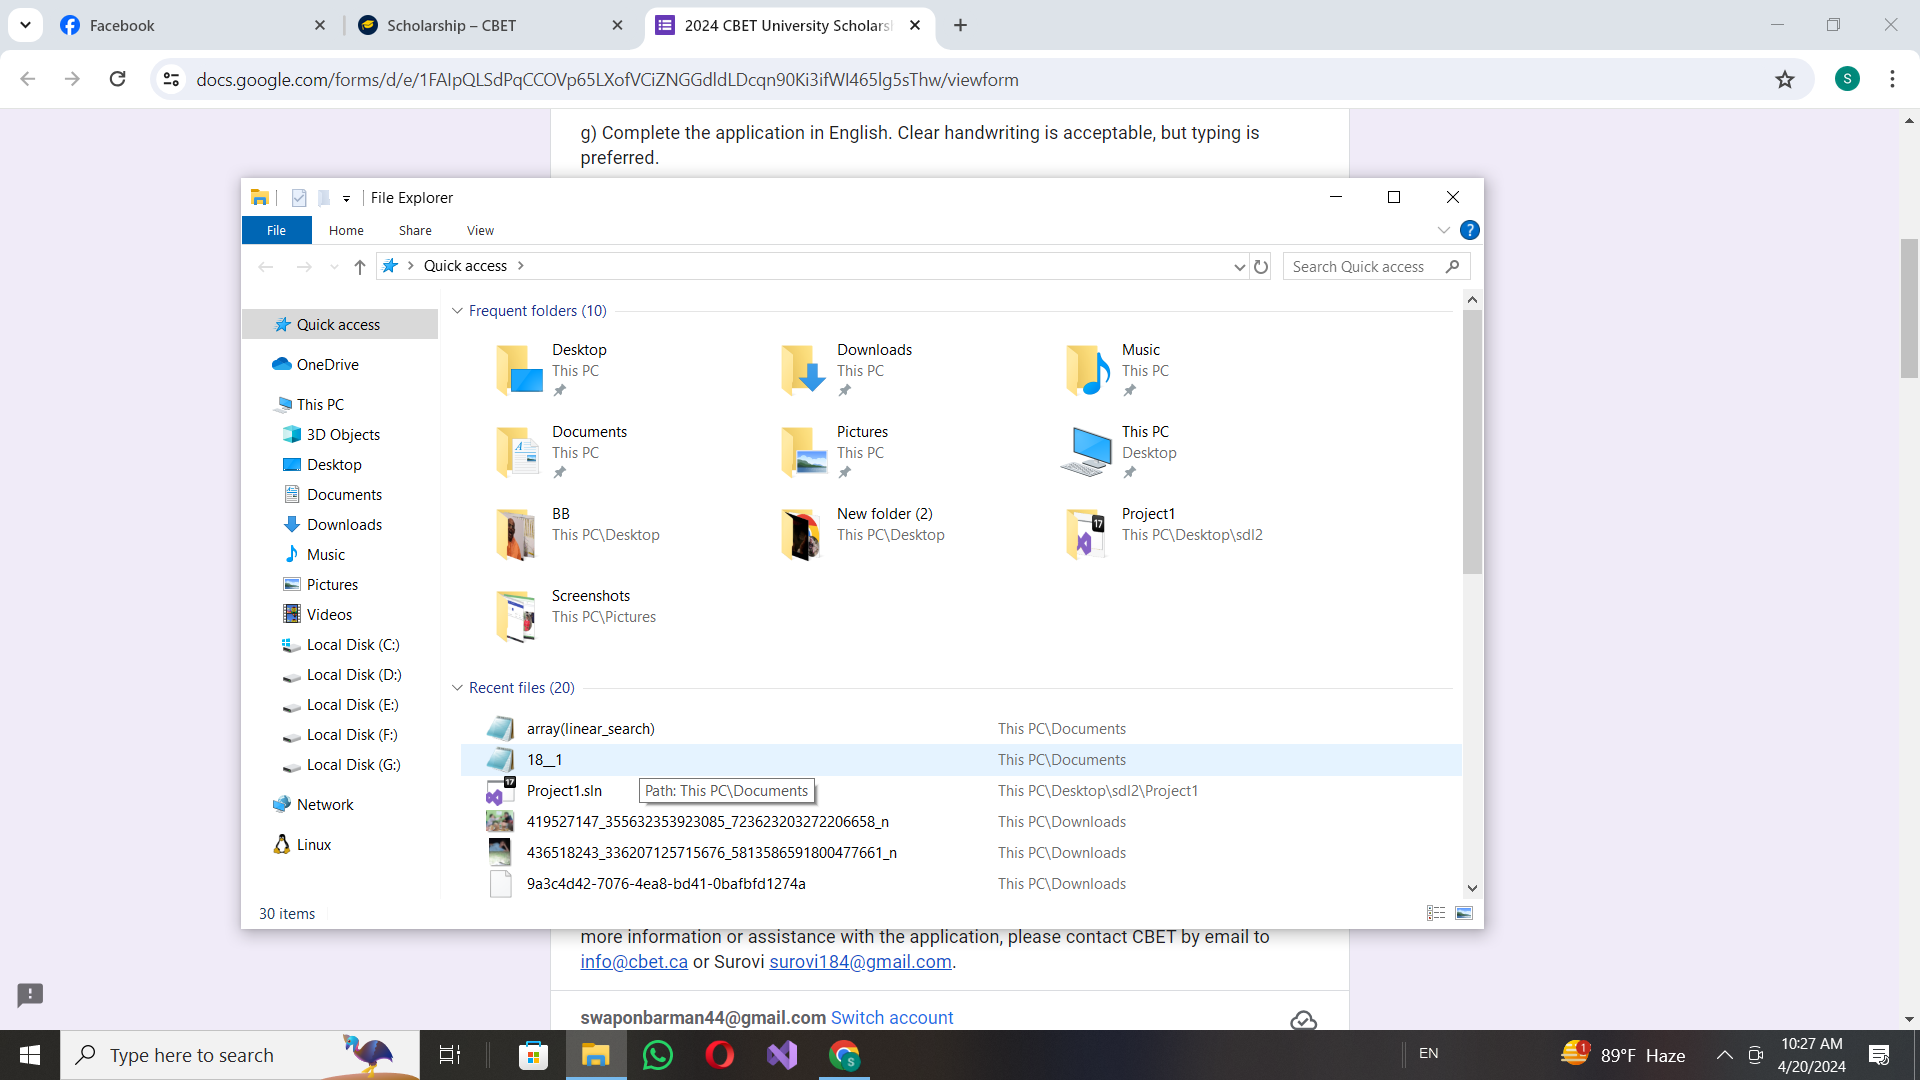 Facebook
Scholarship – CBET
2024 CBET University Scholars
docs.google.com/forms/d/e/1FAIpQLSdPqCCOVp65LXofVCiZNGGdldLDcqn90Ki3ifWI465lg5sThw/viewform
S
g) Complete the application in English. Clear handwriting is acceptable, but typing is
preferred.
File Explorer
File Home Share View
?
Quick access
Search Quick access
Quick access
OneDrive
This PC
3D Objects
Desktop
Documents
Downloads
Music
Pictures
Videos
Local Disk (C:)
Local Disk (D:)
Local Disk (E:)
Local Disk (F:)
Local Disk (G:)
Network
Linux
Frequent folders (10)
Desktop
This PC
Downloads
This PC
Music
This PC
Documents
This PC
Pictures
This PC
This PC
Desktop
BB
This PC\Desktop
New folder (2)
This PC\Desktop
17
Project1
This PC\Desktop\sdl2
Screenshots
This PC\Pictures
Recent files (20)
array(linear_search) This PC\Documents
18__1 This PC\Documents
17
Project1.sln This PC\Desktop\sdl2\Project1
Path: This PC\Documents
419527147_355632353923085_723623203272206658_n This PC\Downloads
436518243_336207125715676_5813586591800477661_n This PC\Downloads
9a3c4d42-7076-4ea8-bd41-0bafbfd1274a This PC\Downloads
30 items
more information or assistance with the application, please contact CBET by email to
info@cbet.ca or Surovi surovi184@gmail.com.
swaponbarman44@gmail.com Switch account
Type here to search
S
EN
1
89°F Haze
10:27 AM
4/20/2024